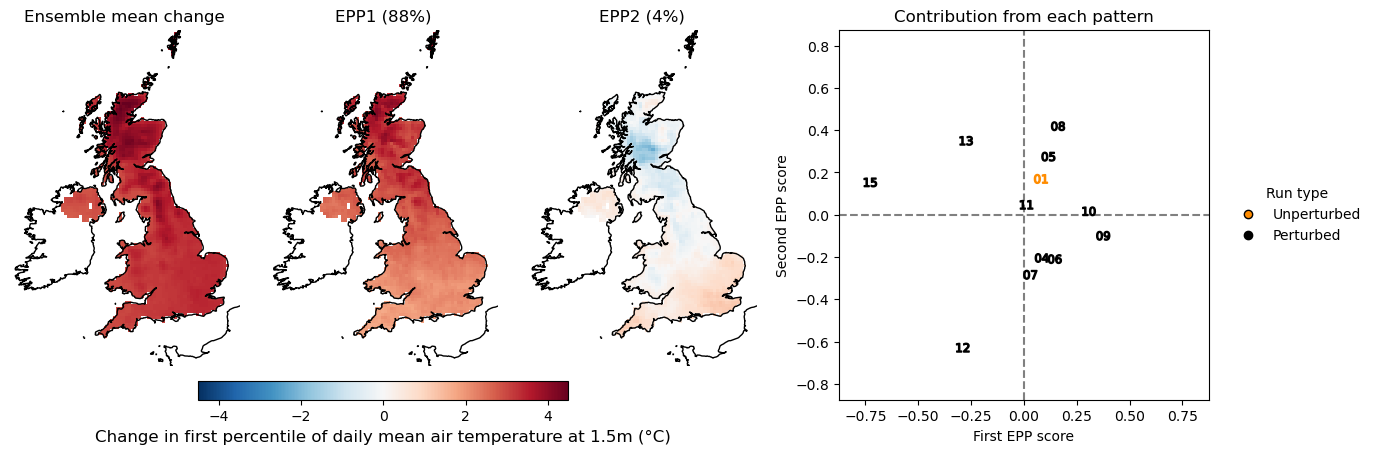 Ensemble mean change
EPP1 (88%)
EPP2 (4%)
−4 −2 0 2 4
Change in first percentile of daily mean air temperature at 1.5m (°C)
Contribution from each pattern
0.8
0.6
0.4
0.2
0.0
−0.2
−0.4
−0.6
−0.8
Second EPP score
08
13
05
15
01
11
10
09
04
06
07
12
−0.75 −0.50 −0.25 0.00 0.25 0.50 0.75
First EPP score
Run type
Unperturbed
Perturbed